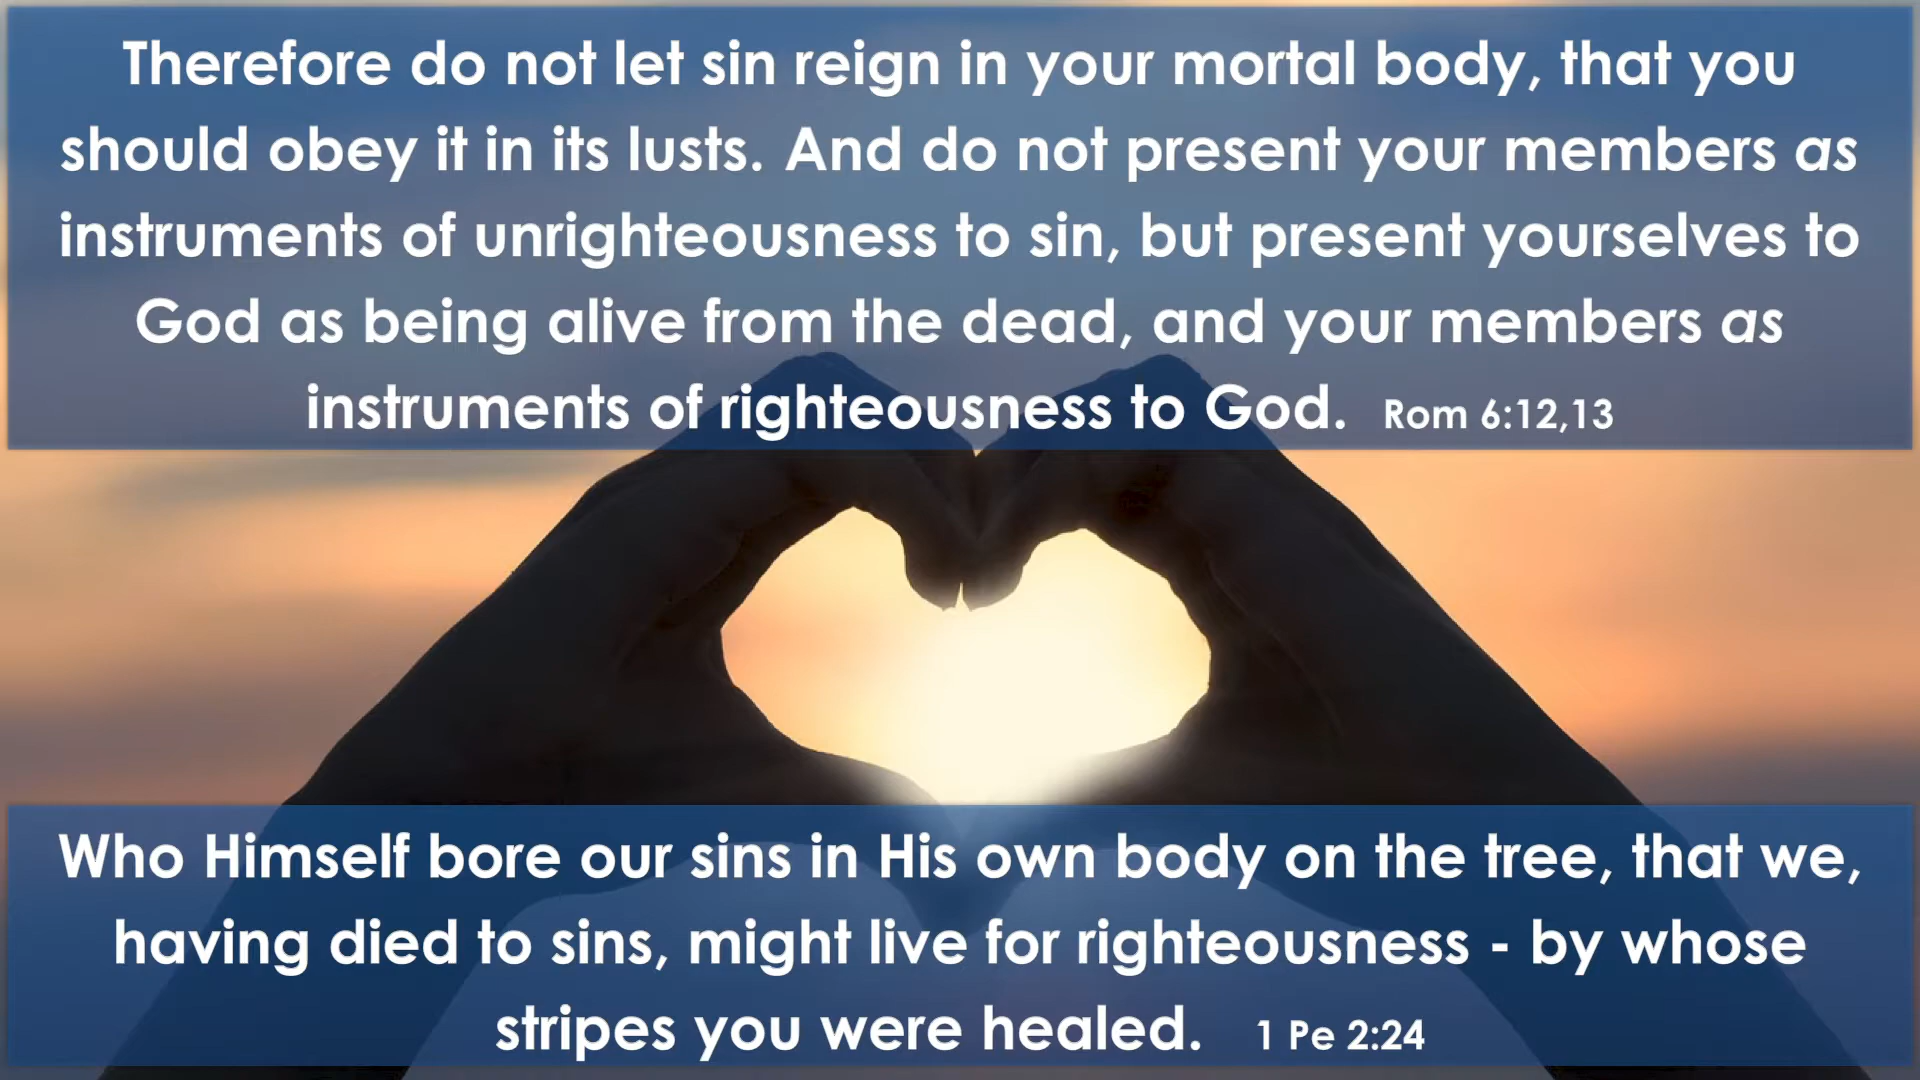 Therefore do not let sin reign in your mortal body, that you
should obey it in its lusts. And do not present your members as
instruments of unrighteousness to sin, but present yourselves to
God as being alive from the dead, and your members as
instruments of righteousness to God. Rom 6:12,13
Who Himself bore our sins in His own body on the tree, that we,
having died to sins, might live for righteousness - by whose
stripes you were healed. 1 Pe 2:24